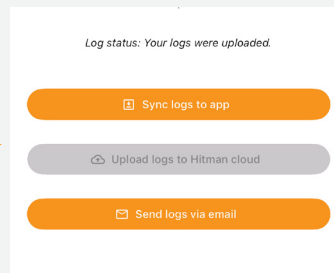 Log status: Your logs were uploaded.
Sync logs to app
Upload logs to Hitman cloud
Send logs via email